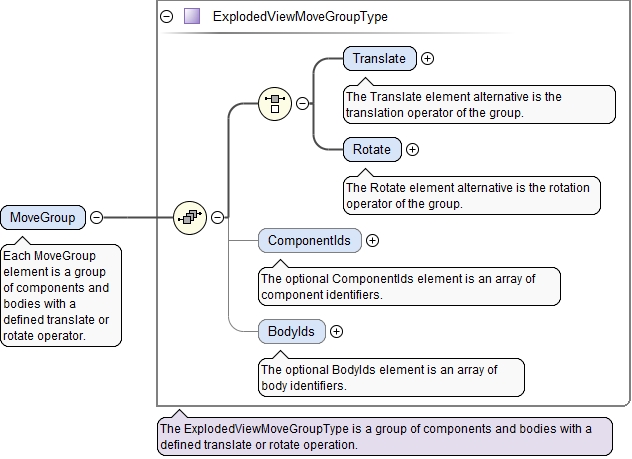 ExplodedViewMoveGroupType
Translate
The Translate element alternative is the
translation operator of the group.
Rotate
The Rotate element alternative is the rotation
operator of the group.
MoveGroup
Each MoveGroup
element is a group
of components and
bodies with a
defined translate or
rotate operator.
ComponentIds
The optional ComponentIds element is an array of
component identifiers.
BodyIds
The optional BodyIds element is an array of
body identifiers.
The ExplodedViewMoveGroupType is a group of components and bodies with a
defined translate or rotate operation.